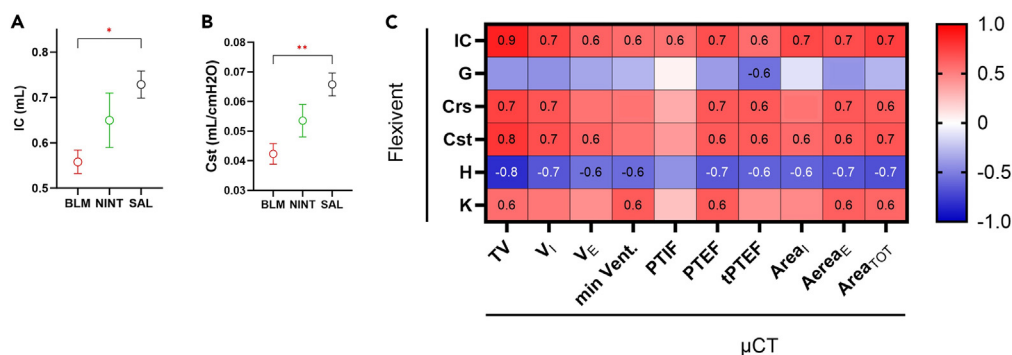 A
IC (mL)
0.8
0.7
0.6
0.5
*
BLM NINT SAL
B
Cst (mL/cmH2O)
0.08
0.07
0.06
0.05
0.04
0.03
**
BLM NINT SAL
C
Flexivent
IC 0.9 0.7 0.6 0.6 0.6 0.7 0.6 0.7 0.7 0.7
G -0.6
Crs 0.7 0.7 0.7 0.6 0.7 0.6
Cst 0.8 0.7 0.6 0.6 0.6 0.6 0.6 0.7
H -0.8 -0.7 -0.6 -0.6 -0.7 -0.6 -0.6 -0.7 -0.7
K 0.6 0.6 0.6 0.6 0.6
TV VI VE min Vent. PTIF PTEF tPTEF AreaI AereaE AreaTOT
µCT
1.0
0.5
0
-0.5
-1.0